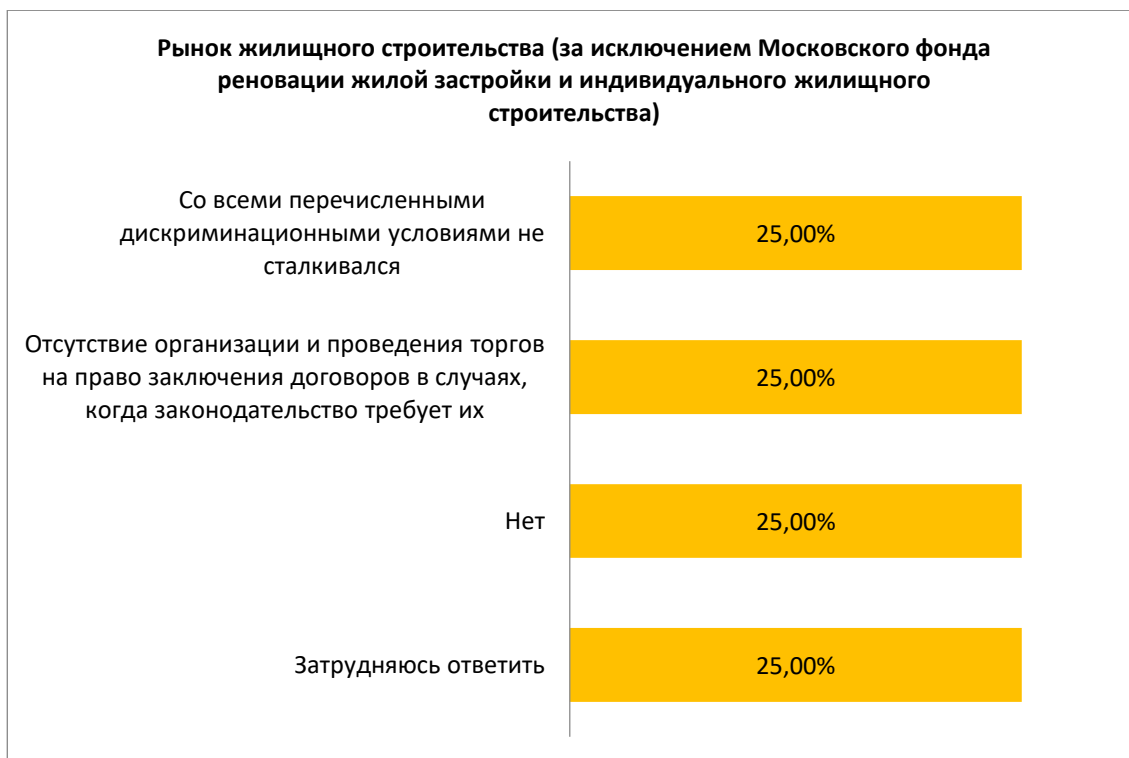 Рынок жилищного строительства (за исключением Московского фонда
реновации жилой застройки и индивидуального жилищного
строительства)
Со всеми перечисленными
дискриминационными условиями не
сталкивался
25,00%
Отсутствие организации и проведения торгов
на право заключения договоров в случаях,
когда законодательство требует их
25,00%
Нет
25,00%
Затрудняюсь ответить
25,00%